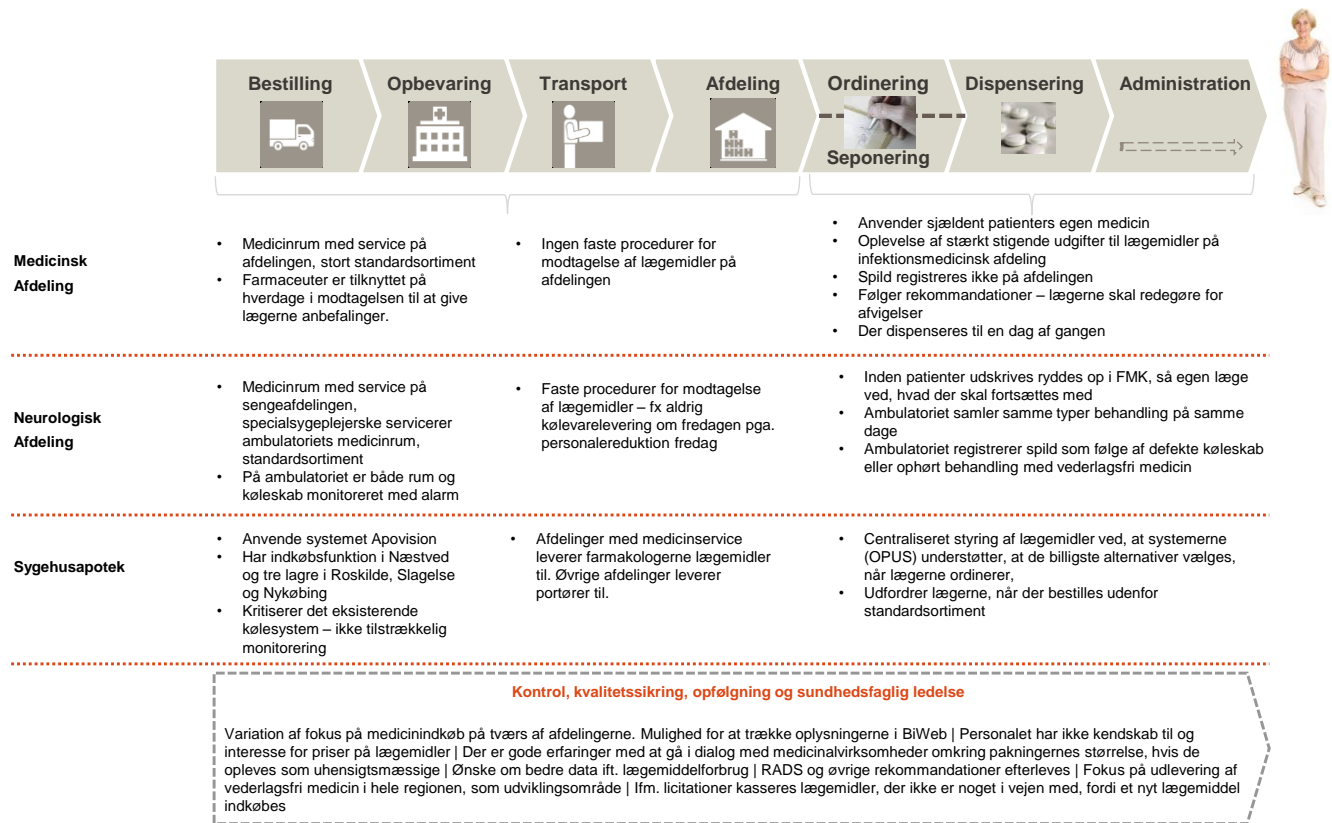 Bestilling
Opbevaring
Transport
Afdeling
Ordinering
Seponering
Dispensering
Administration
Medicinsk
Afdeling
• Medicinrum med service på
afdelingen, stort standardsortiment
• Farmaceuter er tilknyttet på
hverdage i modtagelsen til at give
lægerne anbefalinger.
• Ingen faste procedurer for
modtagelse af lægemidler på
afdelingen
• Anvender sjældent patienters egen medicin
• Oplevelse af stærkt stigende udgifter til lægemidler på
infektionsmedicinsk afdeling
• Spild registreres ikke på afdelingen
• Følger rekommandationer – lægerne skal redegøre for
afvigelser
• Der dispenseres til en dag af gangen
Neurologisk
Afdeling
• Medicinrum med service på
sengeafdelingen,
specialsygeplejerske servicerer
ambulatoriets medicinrum,
standardsortiment
• På ambulatoriet er både rum og
køleskab monitoreret med alarm
• Faste procedurer for modtagelse
af lægemidler – fx aldrig
kølevarelevering om fredagen pga.
personalereduktion fredag
• Inden patienter udskrives ryddes op i FMK, så egen læge
ved, hvad der skal fortsættes med
• Ambulatoriet samler samme typer behandling på samme
dage
• Ambulatoriet registrerer spild som følge af defekte køleskab
eller ophørt behandling med vederlagsfri medicin
Sygehusapotek
• Anvende systemet Apovision
• Har indkøbsfunktion i Næstved
og tre lagre i Roskilde, Slagelse
og Nykøbing
• Kritiserer det eksisterende
kølesystem – ikke tilstrækkelig
monitorering
• Afdelinger med medicinservice
leverer farmakologerne lægemidler
til. Øvrige afdelinger leverer
portører til.
• Centraliseret styring af lægemidler ved, at systemerne
(OPUS) understøtter, at de billigste alternativer vælges,
når lægerne ordinerer,
• Udfordrer lægerne, når der bestilles udenfor
standardsortiment
Kontrol, kvalitetssikring, opfølgning og sundhedsfaglig ledelse
Variation af fokus på medicinindkøb på tværs af afdelingerne. Mulighed for at trække oplysningerne i BiWeb | Personalet har ikke kendskab til og
interesse for priser på lægemidler | Der er gode erfaringer med at gå i dialog med medicinalvirksomheder omkring pakningernes størrelse, hvis de
opleves som uhensigtsmæssige | Ønske om bedre data ift. lægemiddelforbrug | RADS og øvrige rekommandationer efterleves | Fokus på udlevering af
vederlagsfri medicin i hele regionen, som udviklingsområde | Ifm. licitationer kasseres lægemidler, der ikke er noget i vejen med, fordi et nyt lægemiddel
indkøbes